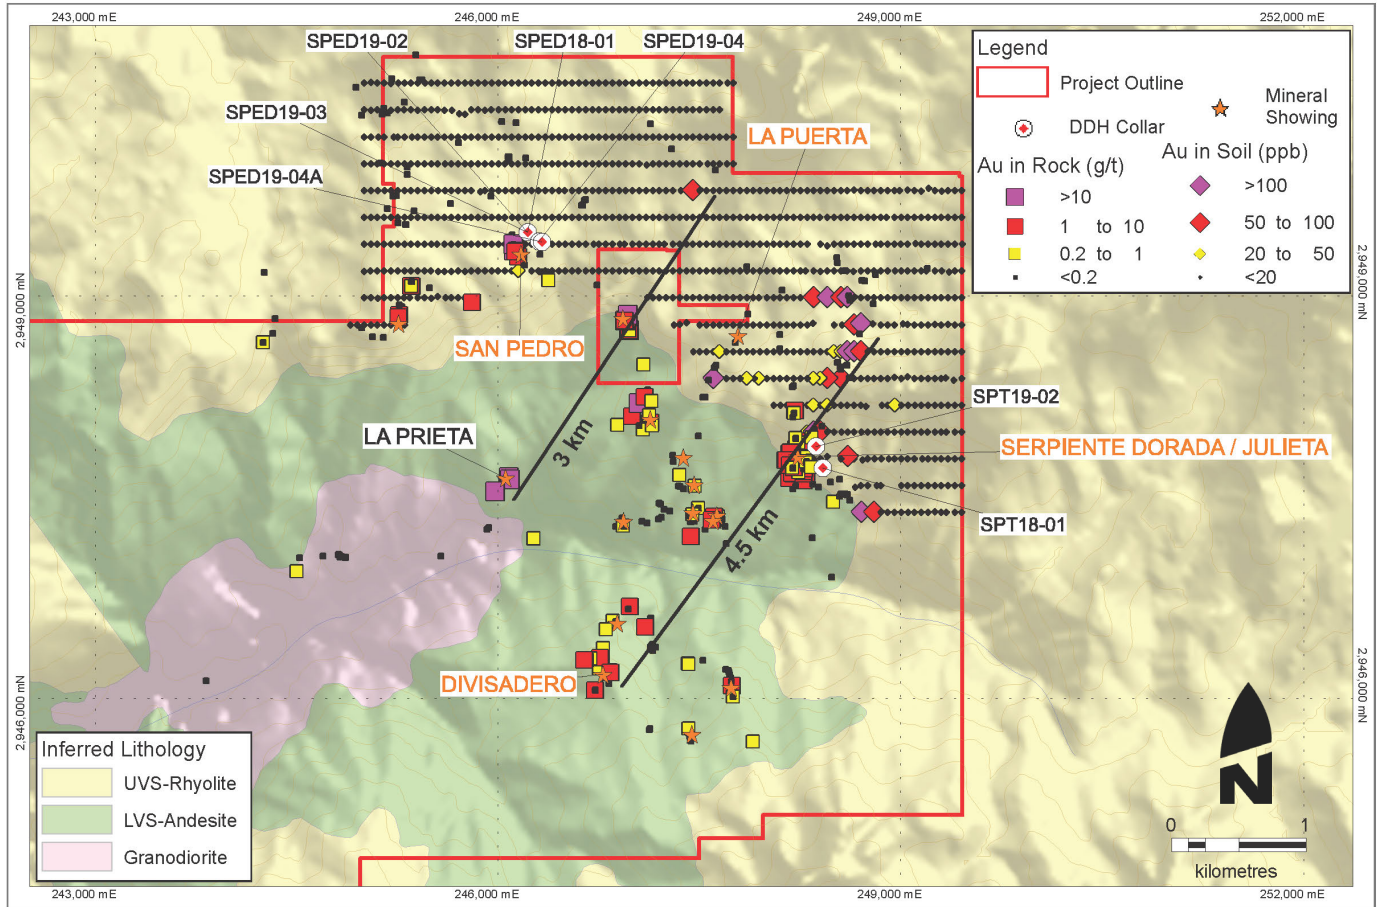 243,000 mE
246,000 mE
249,000 mE
252,000 mE
SPED19-02
SPED18-01
SPED19-04
SPED19-03
SPED19-04A
LA PUERTA
Legend
Project Outline
Mineral
Showing
DDH Collar
Au in Rock (g/t)
Au in Soil (ppb)
>10
>100
1 to 10
50 to 100
0.2 to 1
20 to 50
<0.2
<20
2,949,000 mN
2,949,000 mN
SAN PEDRO
3 km
LA PRIETA
SPT19-02
SERPIENTE DORADA / JULIETA
SPT18-01
4.5 km
DIVISADERO
2,946,000 mN
2,946,000 mN
Inferred Lithology
UVS-Rhyolite
LVS-Andesite
Granodiorite
N
0 1
kilometres
243,000 mE
246,000 mE
249,000 mE
252,000 mE